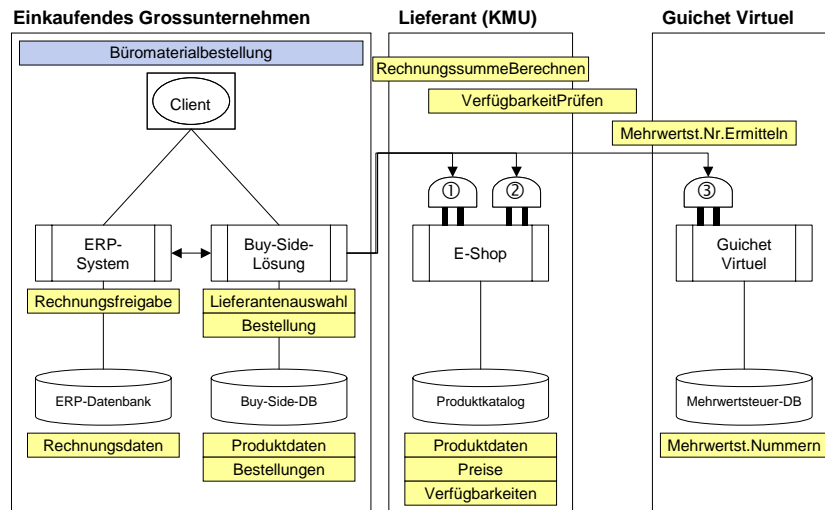 Einkaufendes Grossunternehmen
Lieferant (KMU)
Guichet Virtuel
Büromaterialbestellung
RechnungssummeBerechnen
Client
VerfügbarkeitPrüfen
Mehrwertst.Nr.Ermitteln
①
②
③
ERP-
System
Buy-Side-
Lösung
E-Shop
Guichet
Virtuel
Rechnungsfreigabe
Lieferantenauswahl
Bestellung
ERP-Datenbank
Buy-Side-DB
Produktkatalog
Mehrwertsteuer-DB
Rechnungsdaten
Produktdaten
Bestellungen
Produktdaten
Preise
Verfügbarkeiten
Mehrwertst.Nummern